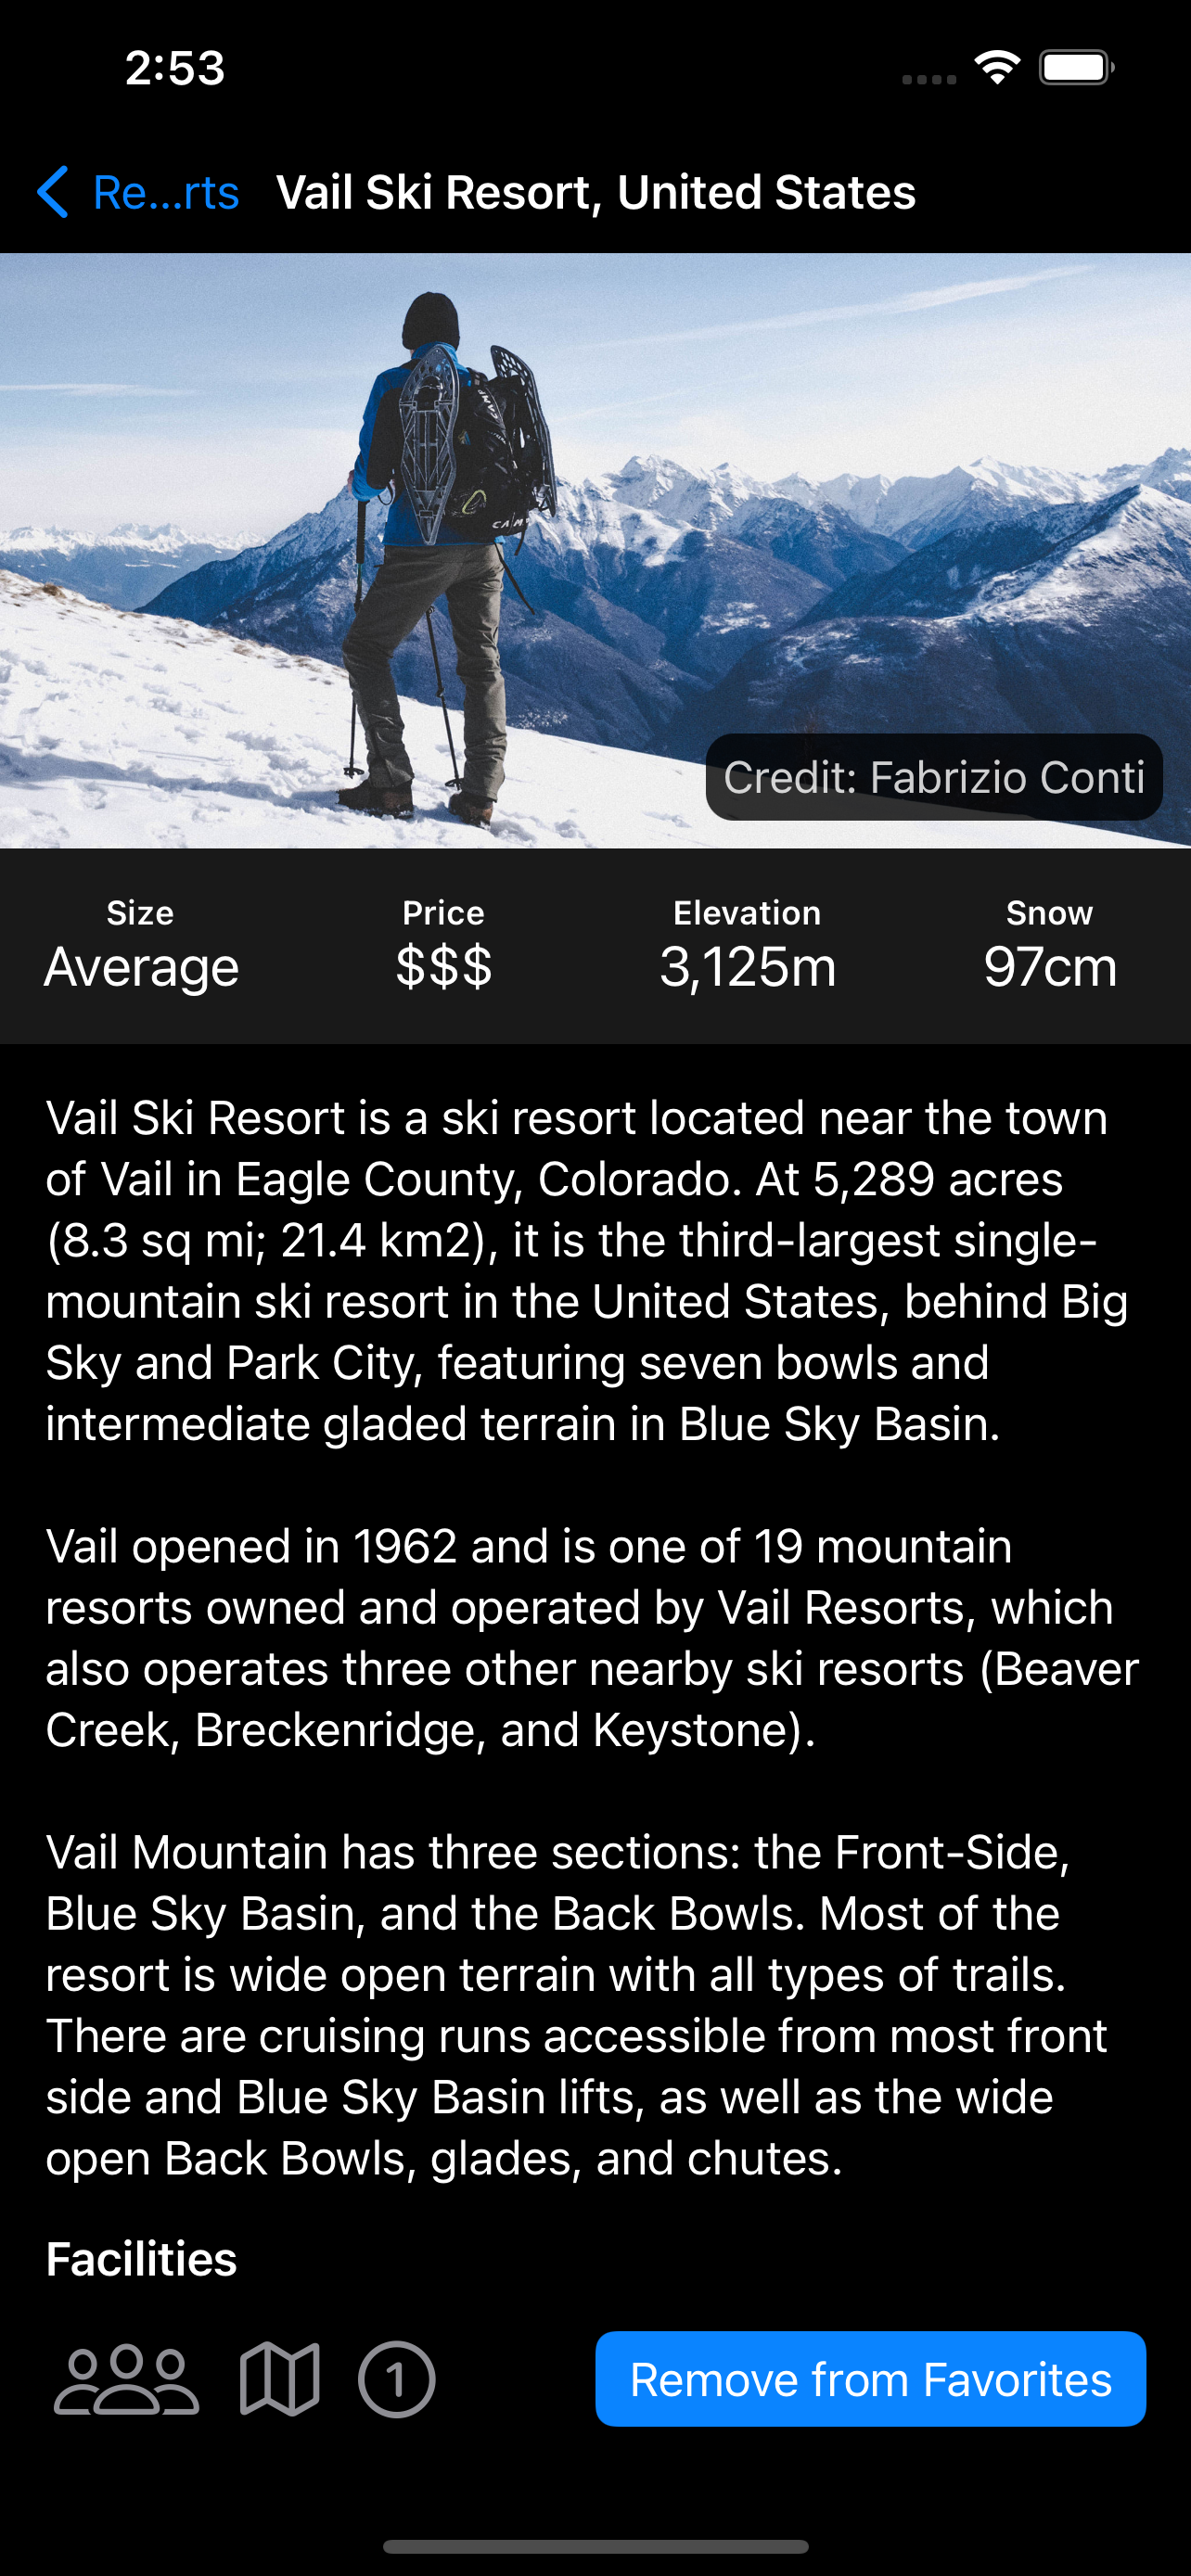 2:53
Re...rts Vail Ski Resort, United States
CAMP
CAMP
Credit: Fabrizio Conti
Size Price Elevation Snow
Average $$$ 3,125m 97cm
Vail Ski Resort is a ski resort located near the town
of Vail in Eagle County, Colorado. At 5,289 acres
(8.3 sq mi; 21.4 km2), it is the third-largest single-
mountain ski resort in the United States, behind Big
Sky and Park City, featuring seven bowls and
intermediate gladed terrain in Blue Sky Basin.
Vail opened in 1962 and is one of 19 mountain
resorts owned and operated by Vail Resorts, which
also operates three other nearby ski resorts (Beaver
Creek, Breckenridge, and Keystone).
Vail Mountain has three sections: the Front-Side,
Blue Sky Basin, and the Back Bowls. Most of the
resort is wide open terrain with all types of trails.
There are cruising runs accessible from most front
side and Blue Sky Basin lifts, as well as the wide
open Back Bowls, glades, and chutes.
Facilities
1 Remove from Favorites